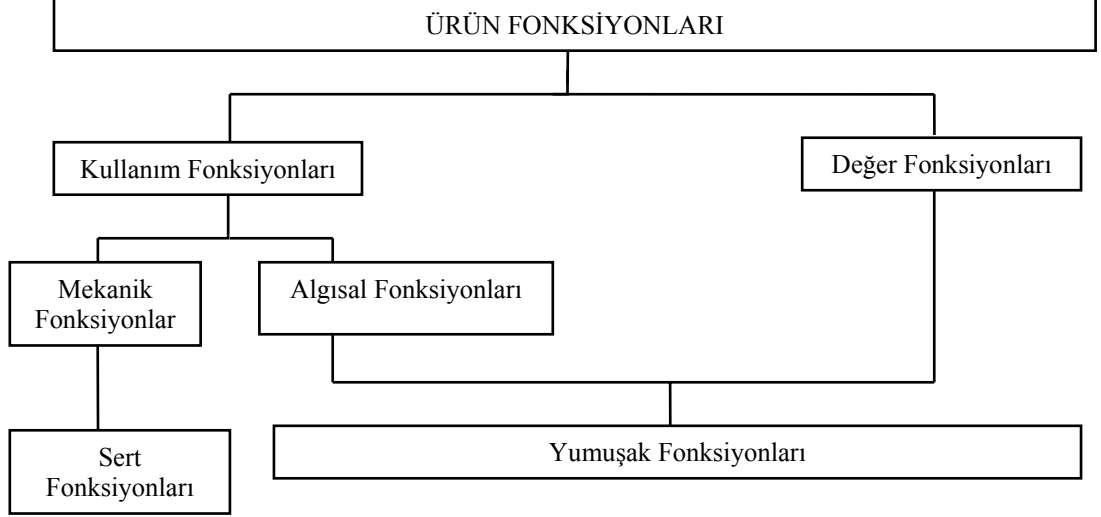 ÜRÜN FONKSİYONLARI
Kullanım Fonksiyonları
Değer Fonksiyonları
Mekanik
Fonksiyonlar
Algısal Fonksiyonları
Sert
Fonksiyonları
Yumuşak Fonksiyonları